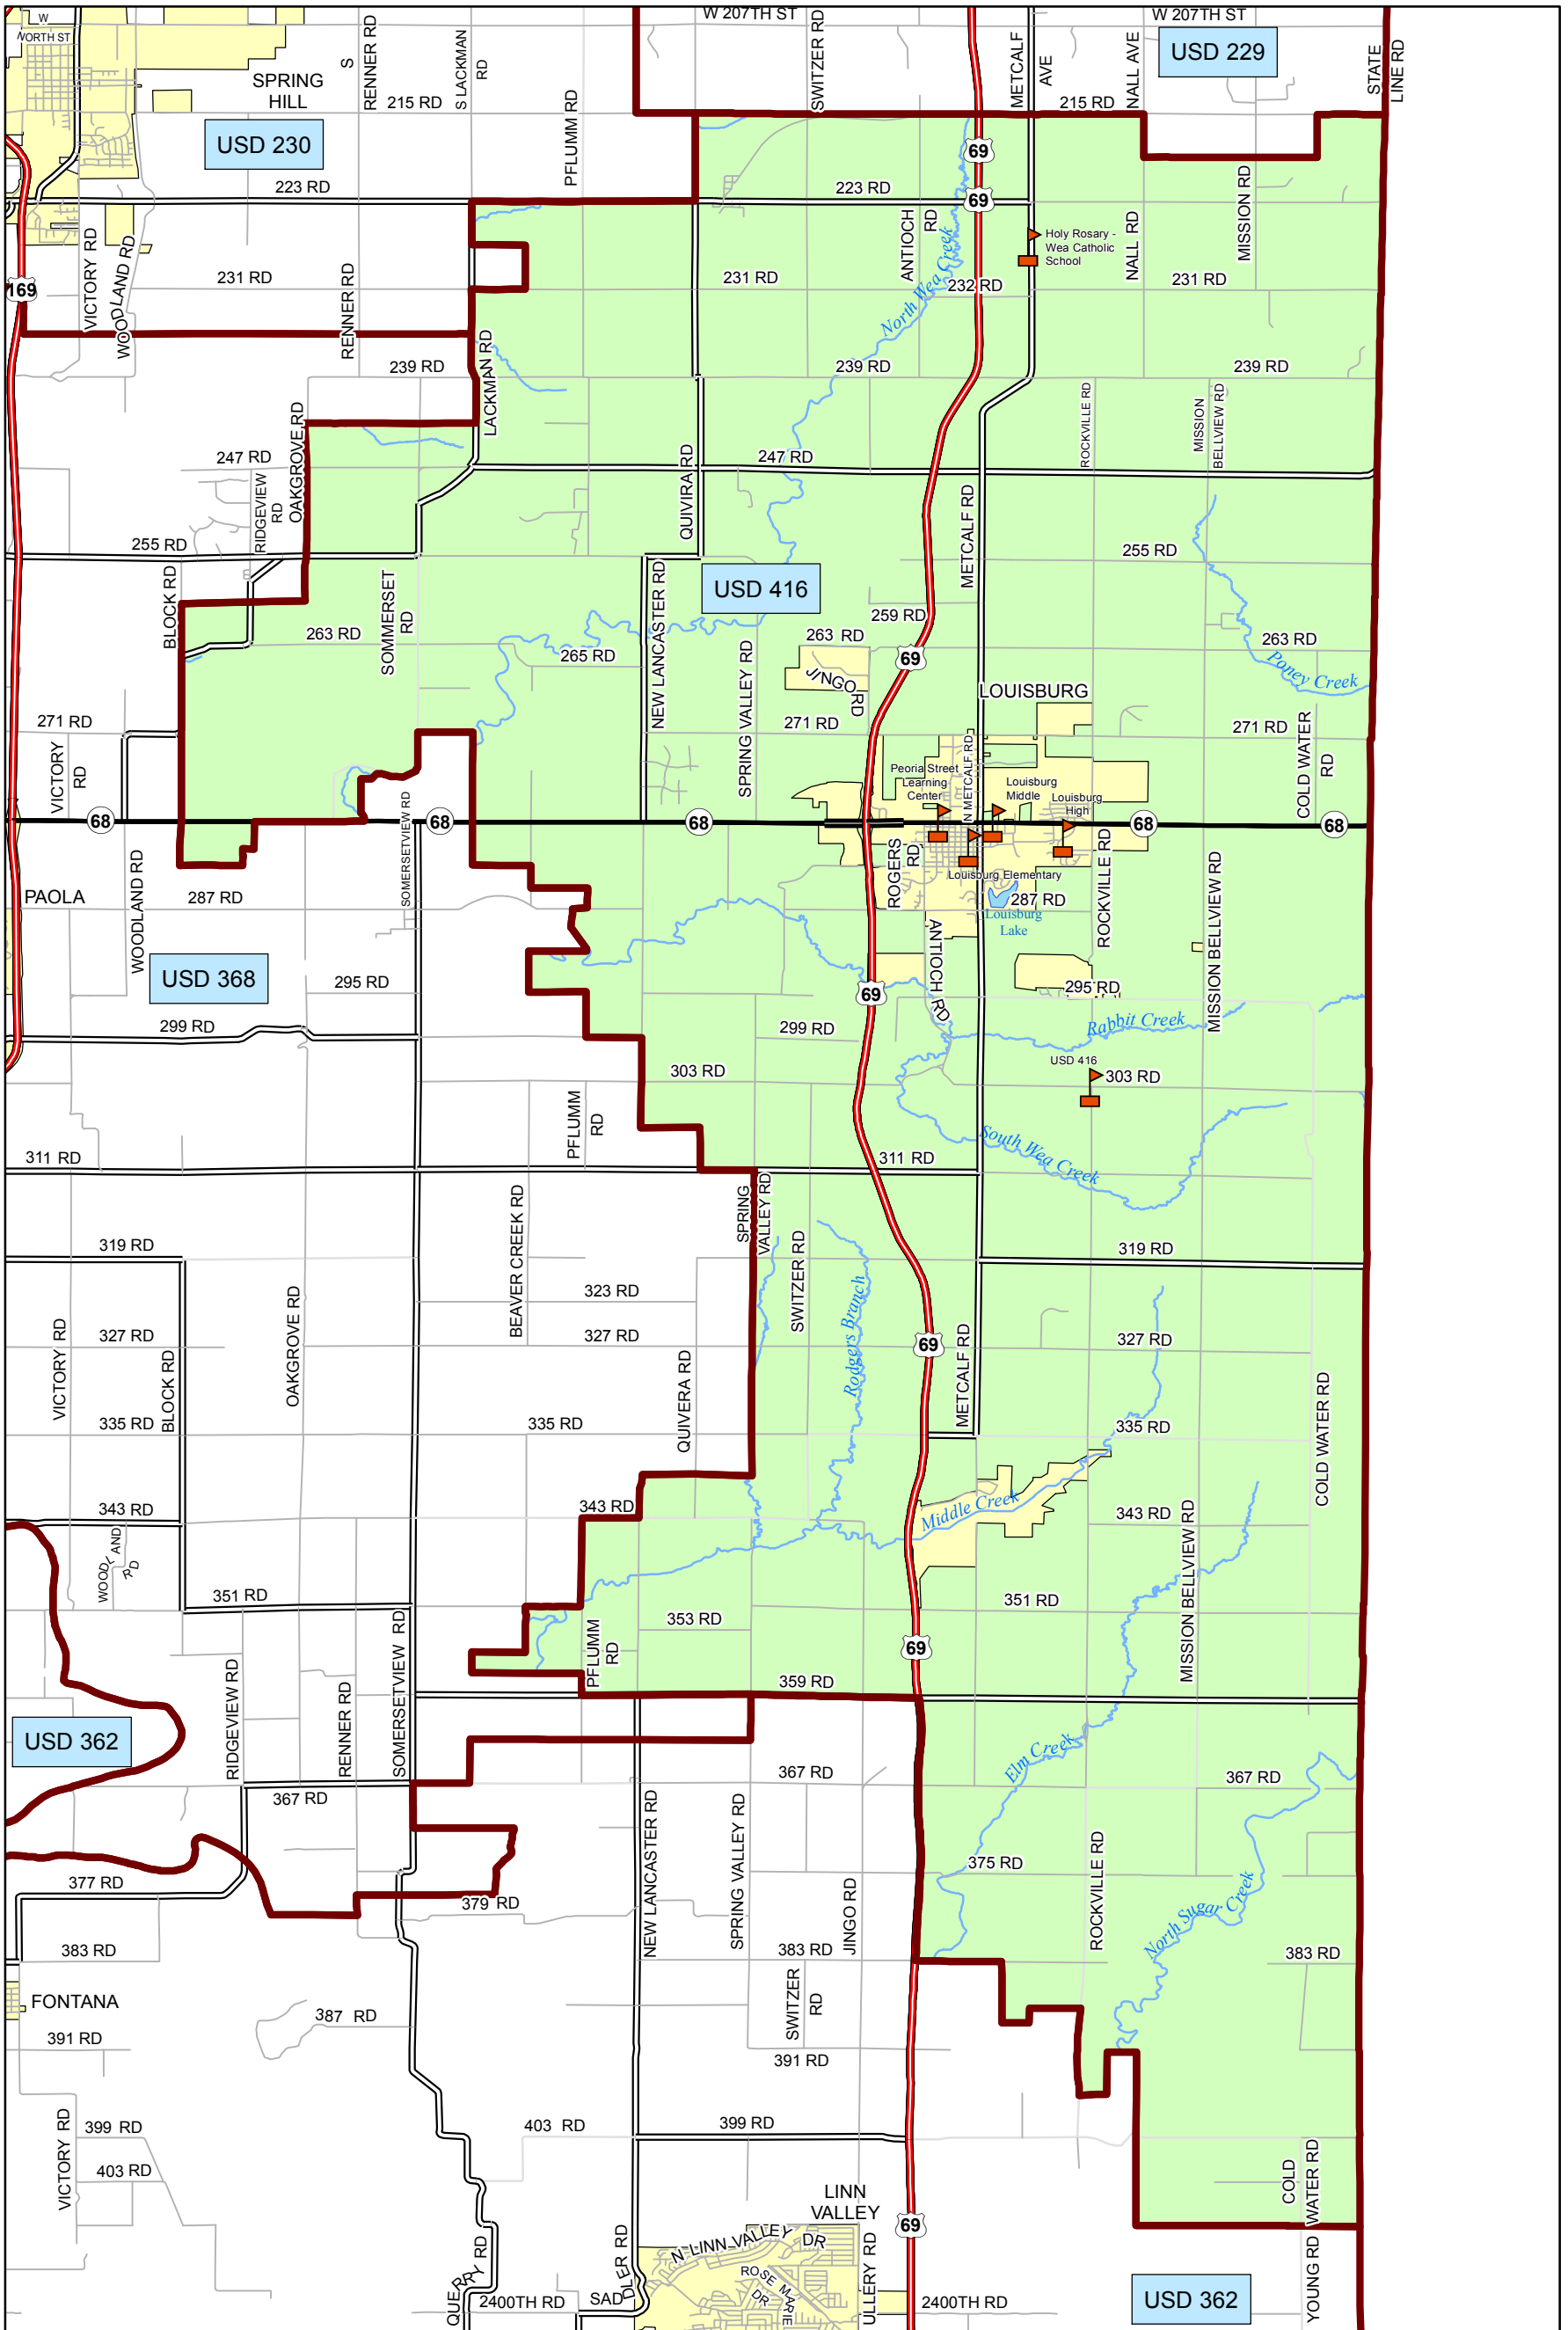 W 207TH ST
W 207TH ST
W
NORTH ST
SPRING
HILL
S
RENNER RD
S LACKMAN
RD
SWITZER RD
METCALF
AVE
NALL AVE
USD 229
STATE
LINE RD
215 RD
215 RD
PFLUMM RD
USD 230
69
223 RD
223 RD
69
VICTORY RD
WOODLAND RD
ANTIOCH
RD
North Wea Creek
Holy Rosary -
Wea Catholic
School
NALL RD
MISSION RD
231 RD
231 RD
232 RD
231 RD
169
RENNER RD
LACKMAN RD
239 RD
239 RD
239 RD
OAKGROVE RD
ROCKVILLE RD
MISSION
BELLVIEW RD
247 RD
247 RD
RIDGEVIEW
RD
QUIVIRA RD
METCALF RD
255 RD
255 RD
BLOCK RD
SOMMERSET
RD
NEW LANCASTER RD
USD 416
259 RD
263 RD
263 RD
263 RD
265 RD
69
Poney Creek
JINGO RD
SPRING VALLEY RD
LOUISBURG
271 RD
271 RD
271 RD
VICTORY
RD
COLD WATER
RD
N METCALF RD
Peoria Street
Learning
Center
Louisburg
Middle
Louisburg
High
SOMERSETVIEW RD
68
68
68
68
68
ROGERS
RD
Louisburg Elementary
ROCKVILLE RD
MISSION BELLVIEW RD
PAOLA
WOODLAND RD
287 RD
287 RD
Louisburg
Lake
ANTIOCH RD
USD 368
295 RD
295 RD
69
299 RD
299 RD
Rabbit Creek
USD 416
303 RD
303 RD
PFLUMM
RD
South Wea Creek
311 RD
311 RD
SPRING
VALLEY RD
BEAVER CREEK RD
SWITZER RD
319 RD
319 RD
Rodgers Branch
323 RD
OAKGROVE RD
VICTORY RD
327 RD
327 RD
327 RD
69
BLOCK RD
QUIVERA RD
METCALF RD
COLD WATER RD
335 RD
335 RD
335 RD
343 RD
343 RD
343 RD
Middle Creek
MISSION BELLVIEW RD
WOODLAND
RD
351 RD
351 RD
353 RD
PFLUMM
RD
SOMERSETVIEW RD
69
359 RD
RIDGEVIEW RD
RENNER RD
USD 362
Elm Creek
367 RD
367 RD
367 RD
NEW LANCASTER RD
SPRING VALLEY RD
JINGO RD
ROCKVILLE RD
375 RD
377 RD
379 RD
North Sugar Creek
383 RD
383 RD
383 RD
SWITZER
RD
FONTANA
387 RD
391 RD
391 RD
VICTORY RD
399 RD
403 RD
399 RD
403 RD
COLD
WATER RD
LINN
VALLEY
69
N LINN VALLEY DR
QUERRY RD
SADDLER RD
ROSE MARIE
DR
ULLERY RD
2400TH RD
2400TH RD
USD 362
YOUNG RD